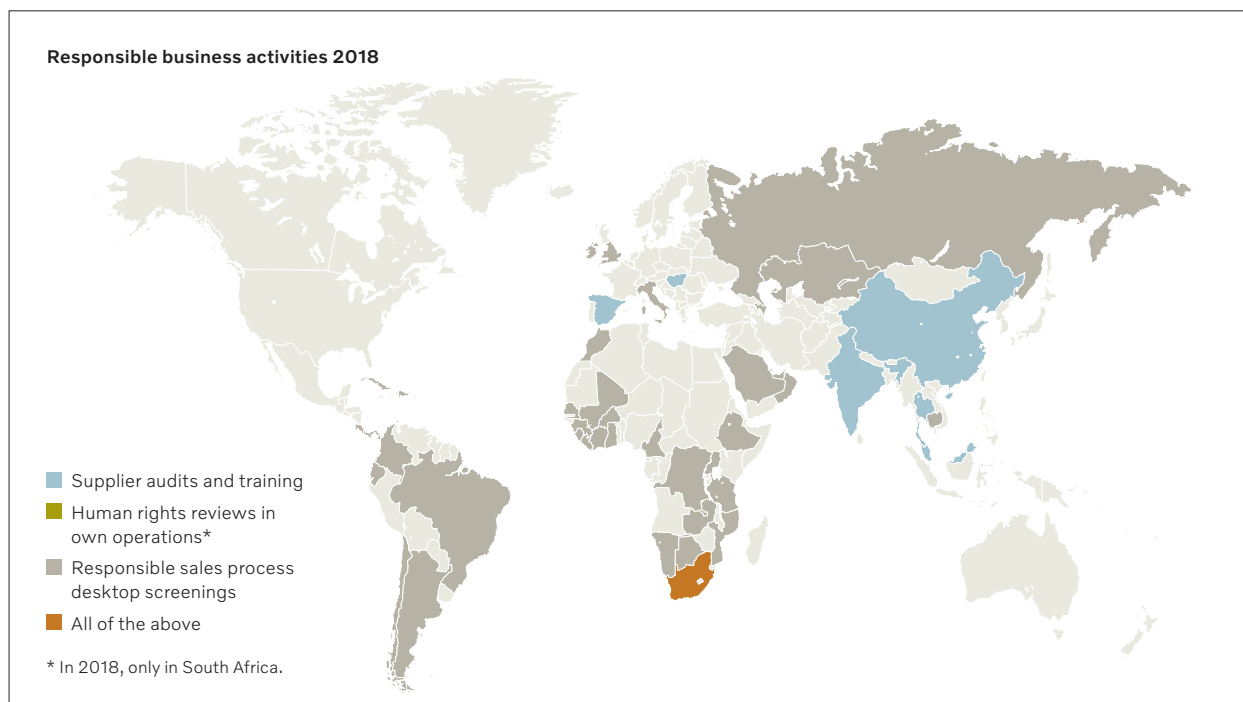 Responsible business activities 2018
Supplier audits and training
Human rights reviews in
own operations*
Responsible sales process
desktop screenings
All of the above
* In 2018, only in South Africa.